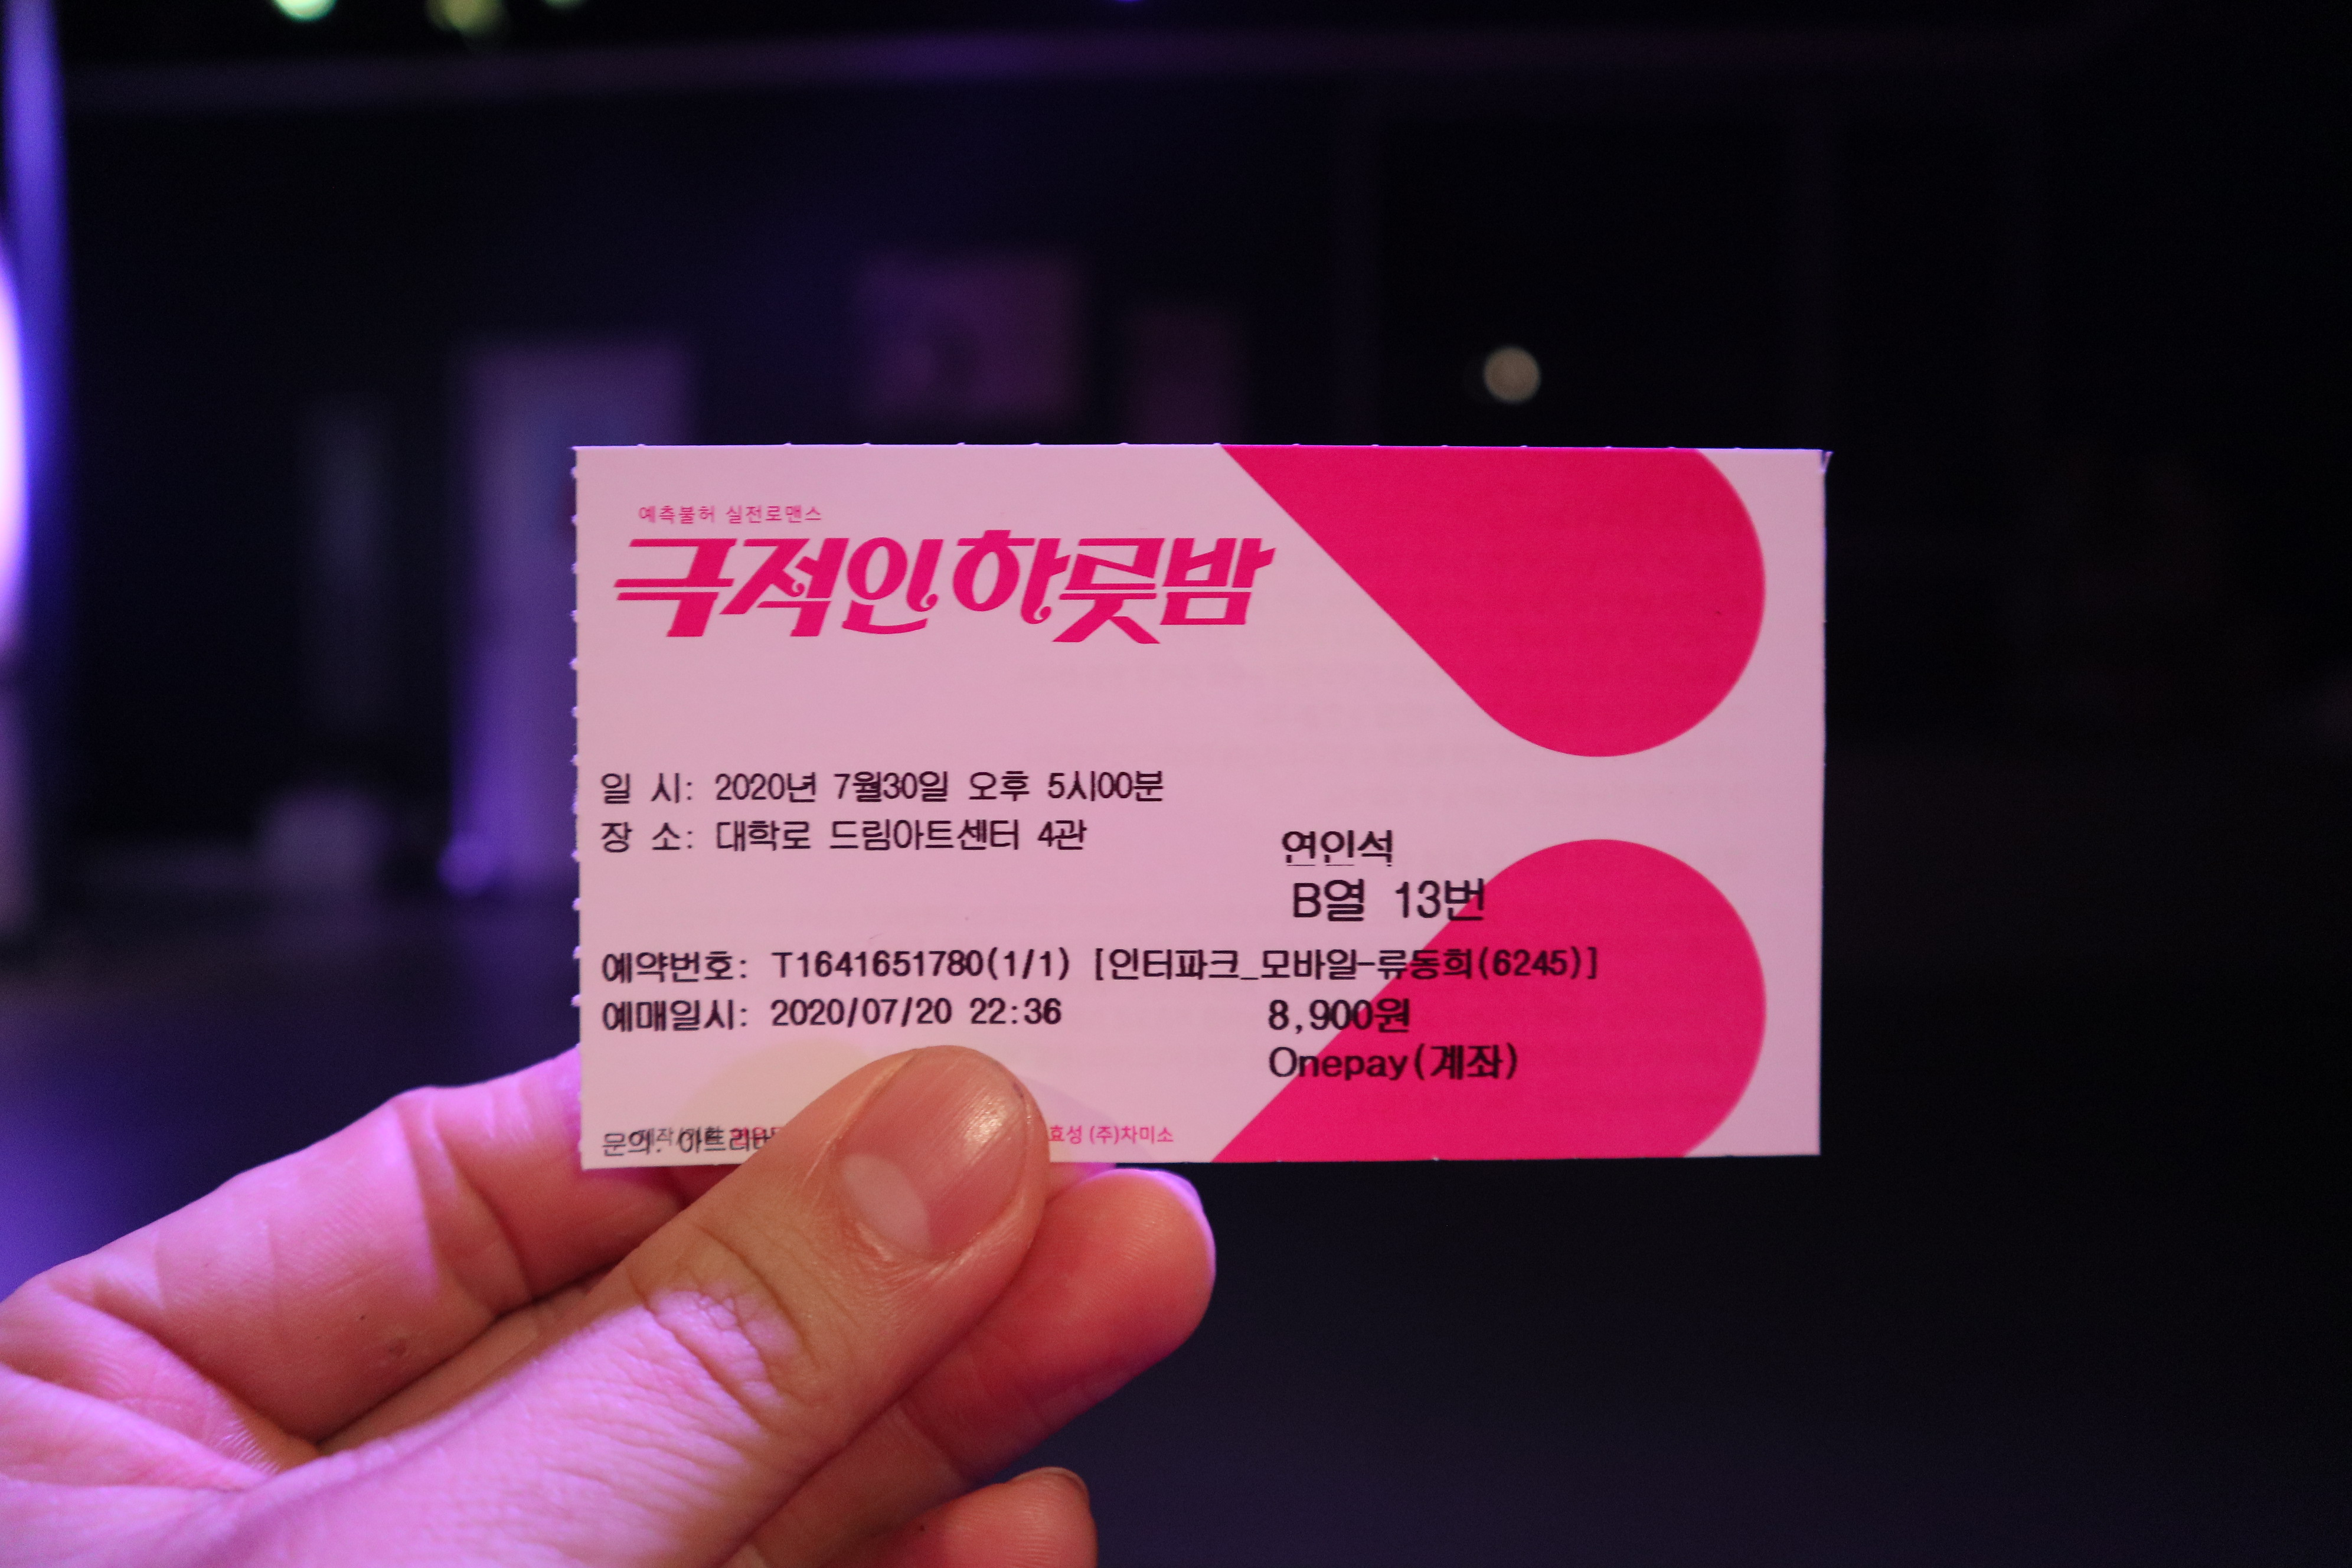 예측불허 실전로맨스
극적인 하룻밤
일 시: 2020년 7월30일 오후 5시00분
장 소: 대학로 드림아트센터 4관
연인석
B열 13번
예약번호: T1641651780(1/1) [인터파크_모바일-류동희(6245)]
예매일시: 2020/07/20 22:36
8,900원
Onepay(계좌)
문의:
효성 (주)차미소